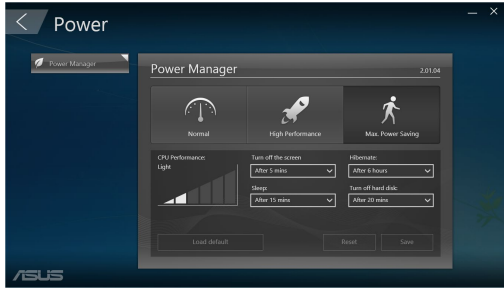 Power
Power Manager
Power Manager
2.01.04
Normal
High Performance
Max. Power Saving
CPU Performance:
Light
Turn off the screen
After 5 mins
Hibernate:
After 6 hours
Sleep:
After 15 mins
Turn off hard disk:
After 20 mins
Load default
Reset
Save
ASUS